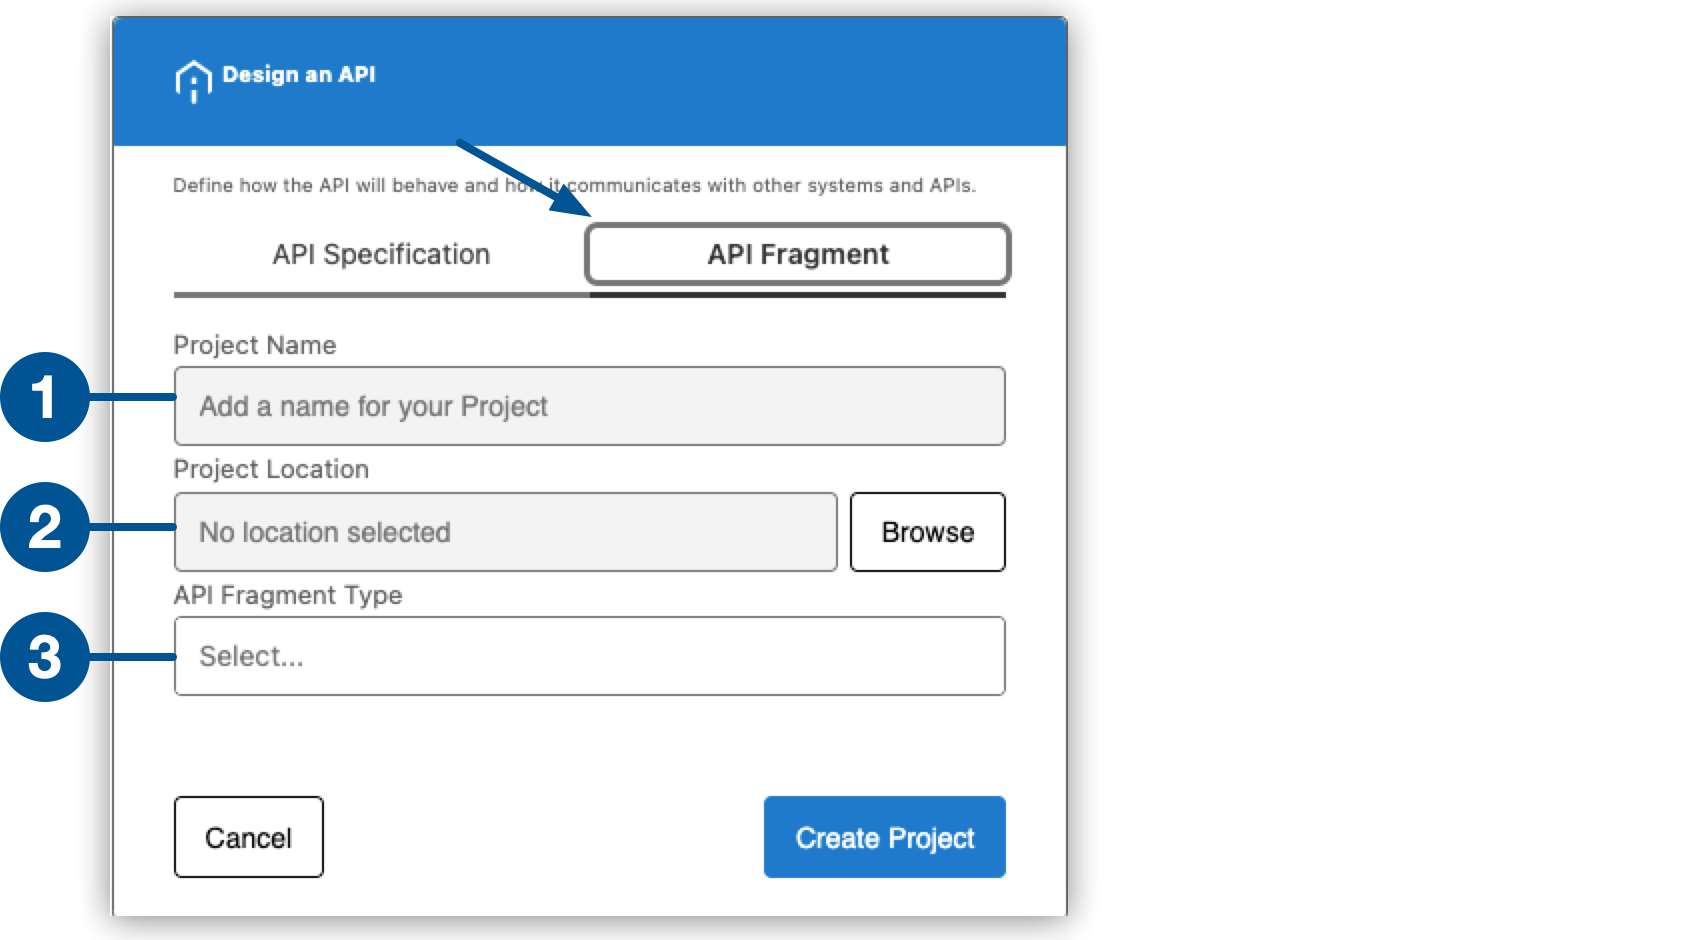 Design an API
Define how the API will behave and how it communicates with other systems and APIs.
API Specification
API Fragment
Project Name
1
Add a name for your Project
Project Location
2
No location selected
Browse
API Fragment Type
3
Select...
Cancel
Create Project